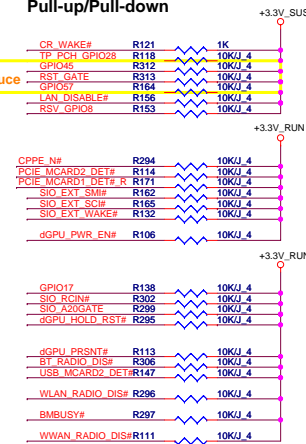 Pull-up/Pull-down
+3.3V_SUS
CR_WAKE# R121 1K
TP_PCH_GPIO28 R118 10K/J_4
GPIO45 R312 10K/J_4
uce RST_GATE R313 10K/J_4
GPIO57 R164 10K/J_4
LAN_DISABLE# R156 10K/J_4
RSV_GPIO8 R153 10K/J_4
+3.3V_RUN
CPPE_N# R294 10K/J_4
PCIE_MCARD2_DET# R114 10K/J_4
PCIE_MCARD1_DET#_R R171 10K/J_4
SIO_EXT_SMI# R162 10K/J_4
SIO_EXT_SCI# R165 10K/J_4
SIO_EXT_WAKE# R132 10K/J_4
dGPU_PWR_EN# R106 10K/J_4
+3.3V_RUN
GPIO17 R138 10K/J_4
SIO_RCIN# R302 10K/J_4
SIO_A20GATE R299 10K/J_4
dGPU_HOLD_RST# R295 10K/J_4
dGPU_PRSNT# R113 10K/J_4
BT_RADIO_DIS# R306 10K/J_4
USB_MCARD2_DET# R147 10K/J_4
WLAN_RADIO_DIS# R296 10K/J_4
BMBUSY# R297 10K/J_4
WWAN_RADIO_DIS# R111 10K/J_4